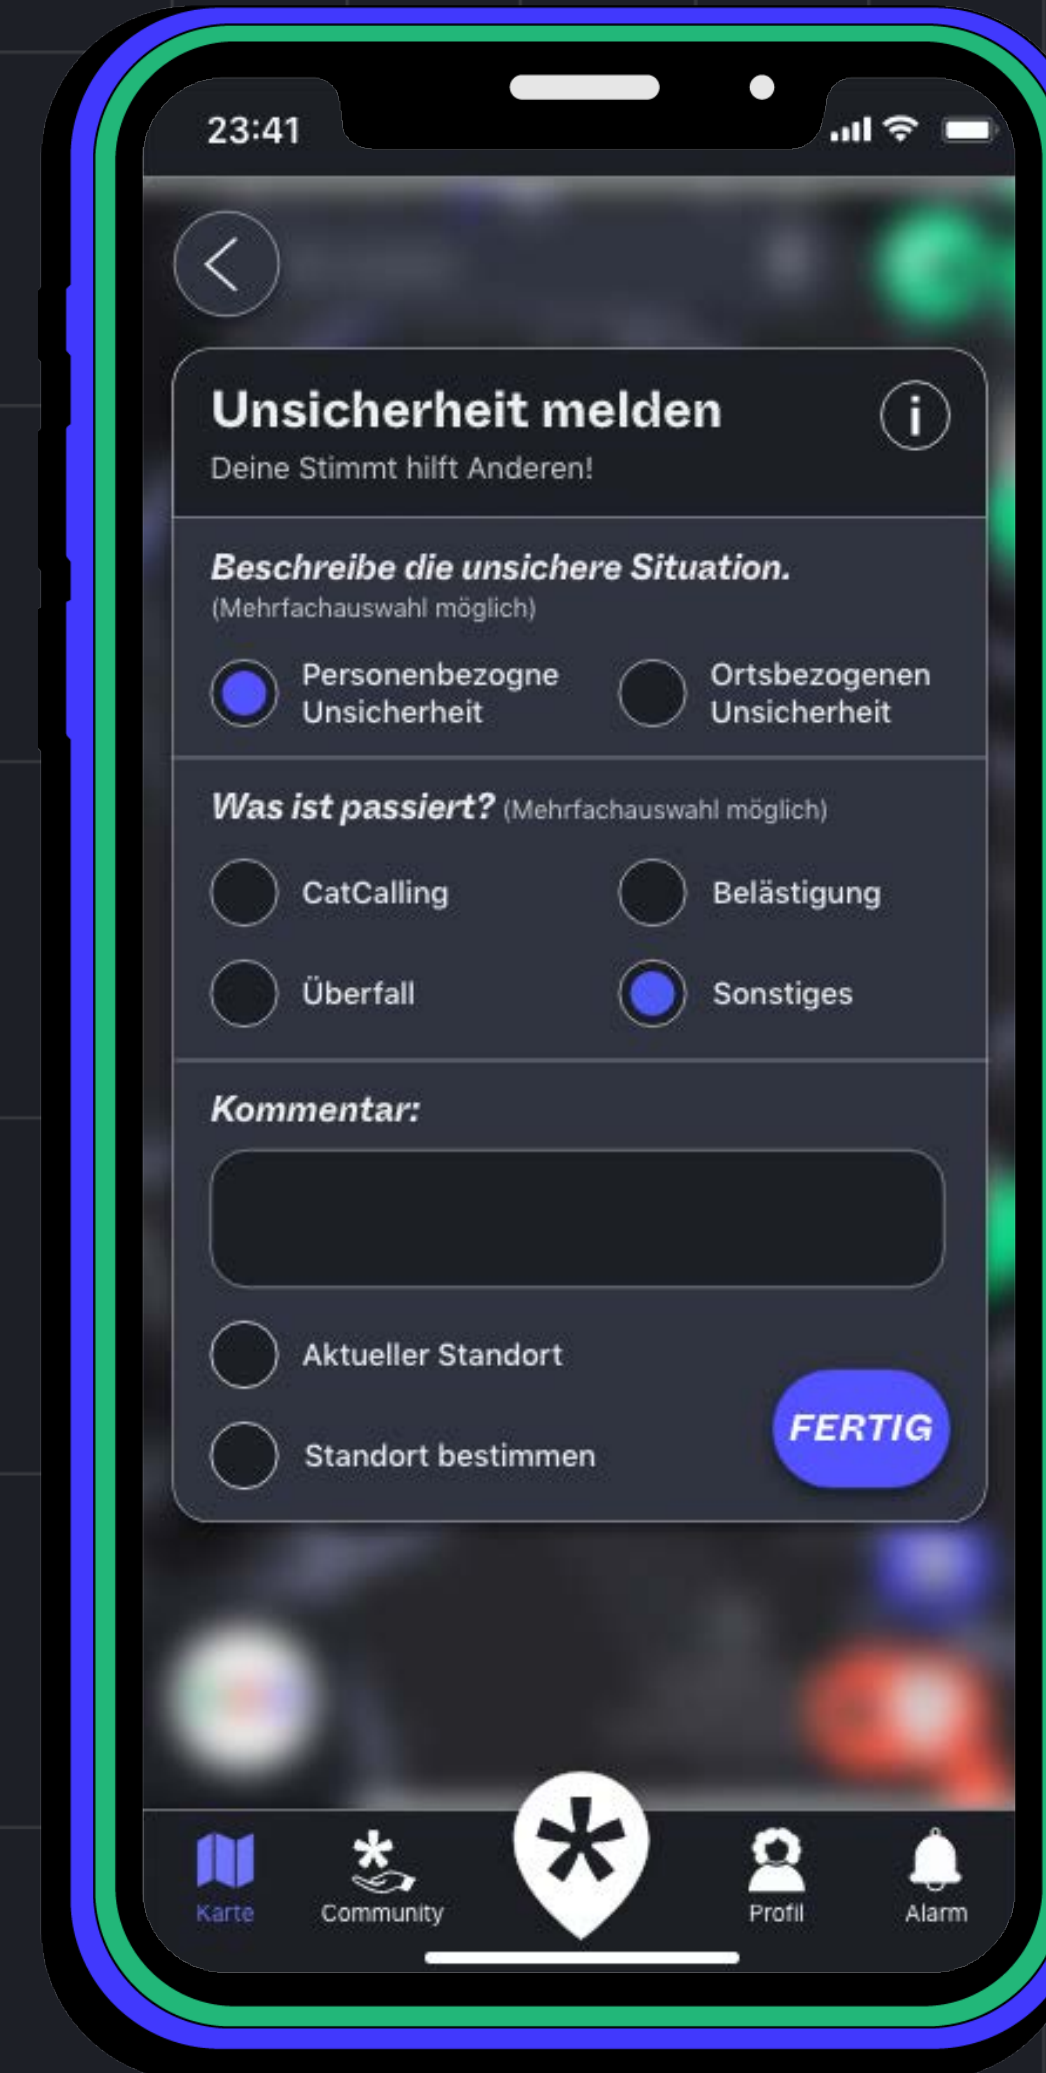 23:41
Unsicherheit melden
i
Deine Stimmt hilft Anderen!
Beschreibe die unsichere Situation.
(Mehrfachauswahl möglich)
Personenbezogne Unsicherheit
Ortsbezogenen Unsicherheit
Was ist passiert? (Mehrfachauswahl möglich)
CatCalling
Belästigung
Überfall
Sonstiges
Kommentar:
Aktueller Standort
FERTIG
Standort bestimmen
Karte
Community
Profil
Alarm